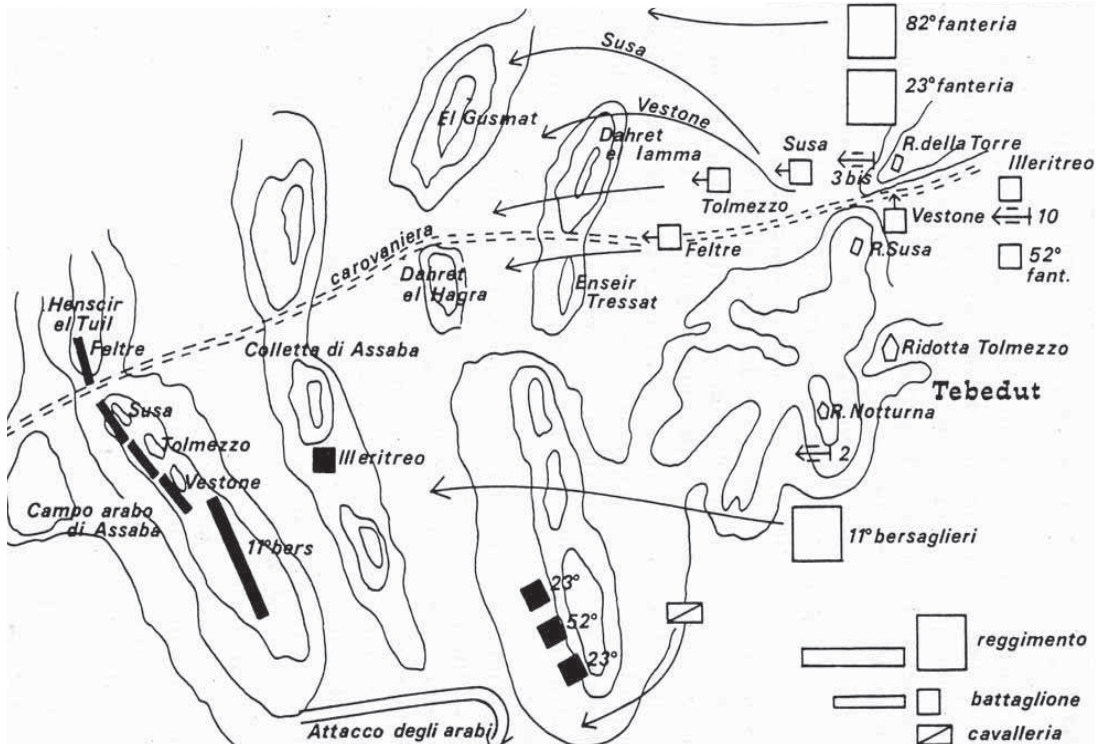 82° fanteria
Susa
23° fanteria
El Gusmat
Vestone
Dahret
el Iamma
Susa
R. della Torre
3 bis
IIIeritreo
Tolmezzo
Vestone
10
carovaniera
Feltre
R. Susa
52°
fant.
Dahret
el Hagra
Enseir
Tressat
Henscir
el Tuil
Feltre
Colletta di Assaba
Ridotta Tolmezzo
Tebedut
Susa
R. Notturna
Tolmezzo
IIIeritreo
2
Vestone
Campo arabo
di Assaba
11° bers
11° bersaglieri
23°
52°
23°
reggimento
battaglione
Attacco degli arabi
cavalleria